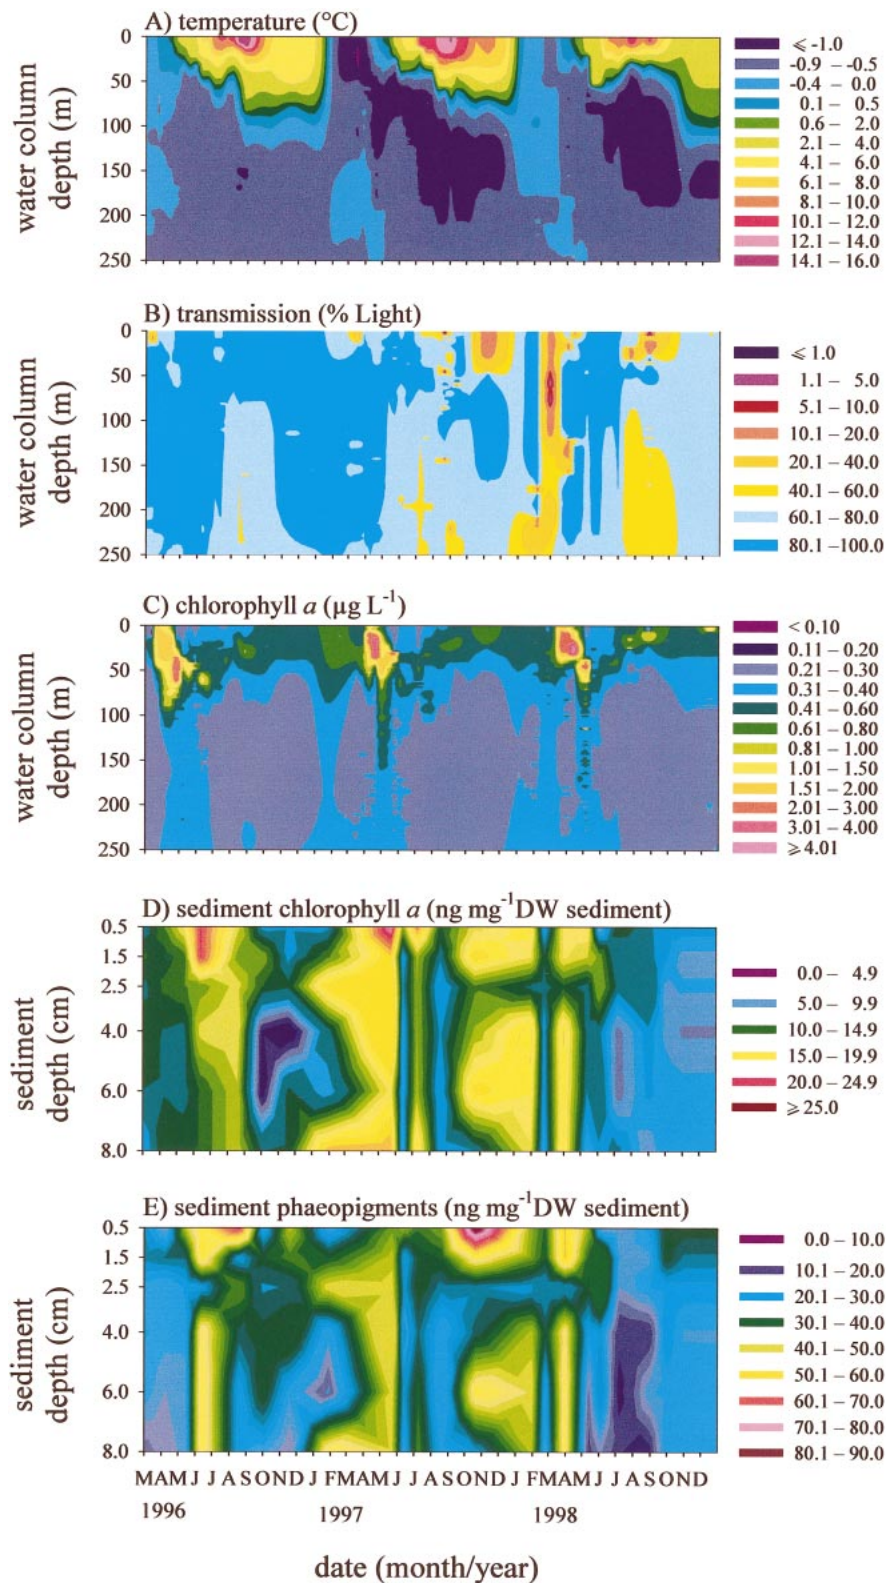 A) temperature (°C)
water column
depth (m)
0
50
100
150
200
250
⩽ -1.0
-0.9 – -0.5
-0.4 – 0.0
0.1 – 0.5
0.6 – 2.0
2.1 – 4.0
4.1 – 6.0
6.1 – 8.0
8.1 – 10.0
10.1 – 12.0
12.1 – 14.0
14.1 – 16.0
B) transmission (% Light)
water column
depth (m)
0
50
100
150
200
250
⩽ 1.0
1.1 – 5.0
5.1 – 10.0
10.1 – 20.0
20.1 – 40.0
40.1 – 60.0
60.1 – 80.0
80.1 –100.0
C) chlorophyll a (µg L⁻¹)
water column
depth (m)
0
50
100
150
200
250
< 0.10
0.11 – 0.20
0.21 – 0.30
0.31 – 0.40
0.41 – 0.60
0.61 – 0.80
0.81 – 1.00
1.01 – 1.50
1.51 – 2.00
2.01 – 3.00
3.01 – 4.00
⩾ 4.01
D) sediment chlorophyll a (ng mg⁻¹DW sediment)
sediment
depth (cm)
0.5
1.5
2.5
4.0
6.0
8.0
0.0 – 4.9
5.0 – 9.9
10.0 – 14.9
15.0 – 19.9
20.0 – 24.9
⩾ 25.0
E) sediment phaeopigments (ng mg⁻¹DW sediment)
sediment
depth (cm)
0.5
1.5
2.5
4.0
6.0
8.0
0.0 – 10.0
10.1 – 20.0
20.1 – 30.0
30.1 – 40.0
40.1 – 50.0
50.1 – 60.0
60.1 – 70.0
70.1 – 80.0
80.1 – 90.0
M A M J J A S O N D J F M A M J J A S O N D J F M A M J J A S O N D
1996 1997 1998
date (month/year)